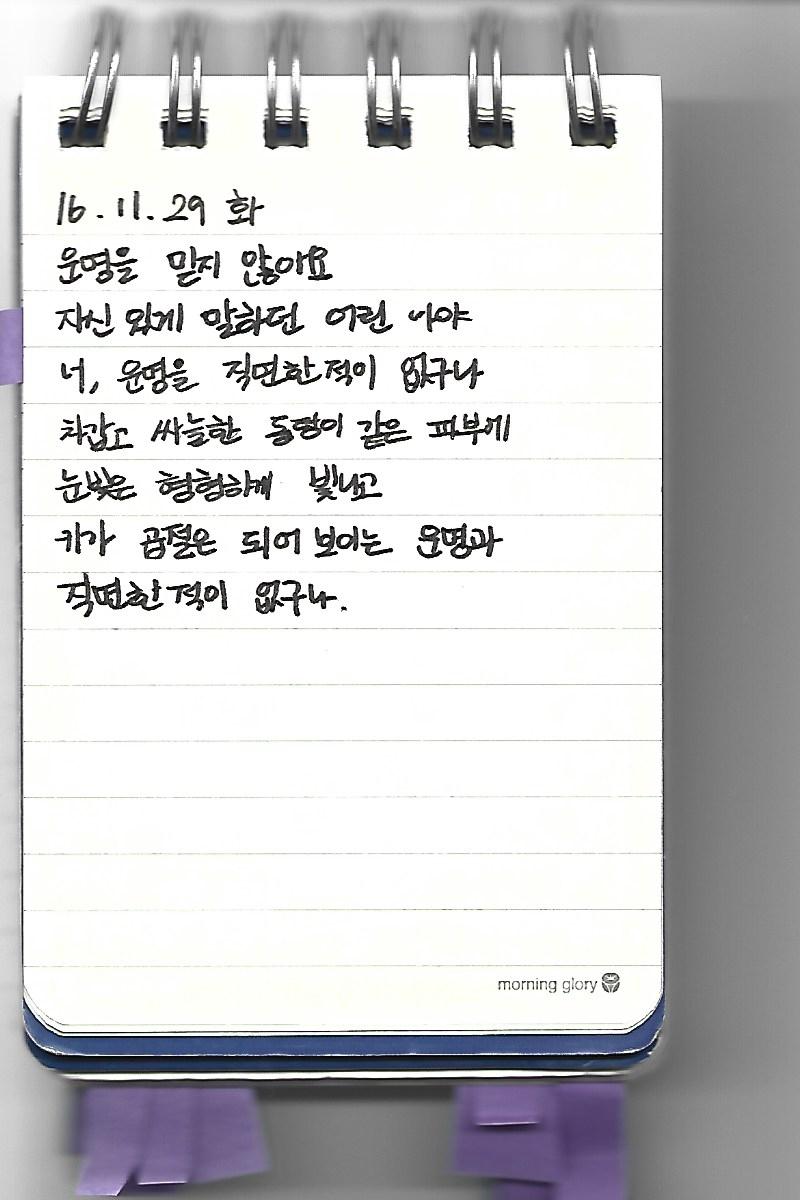 16.11.29 화
운명을 믿지 않아요
자신 있게 말하던 어린 나야
너, 운명을 직면한 적이 없구나
차갑고 싸늘한 동탕이 같은 피부에
눈빛은 형형하게 빛나고
키가 곱절은 되어 보이는 운명과
직면한 적이 없구나.
morning glory